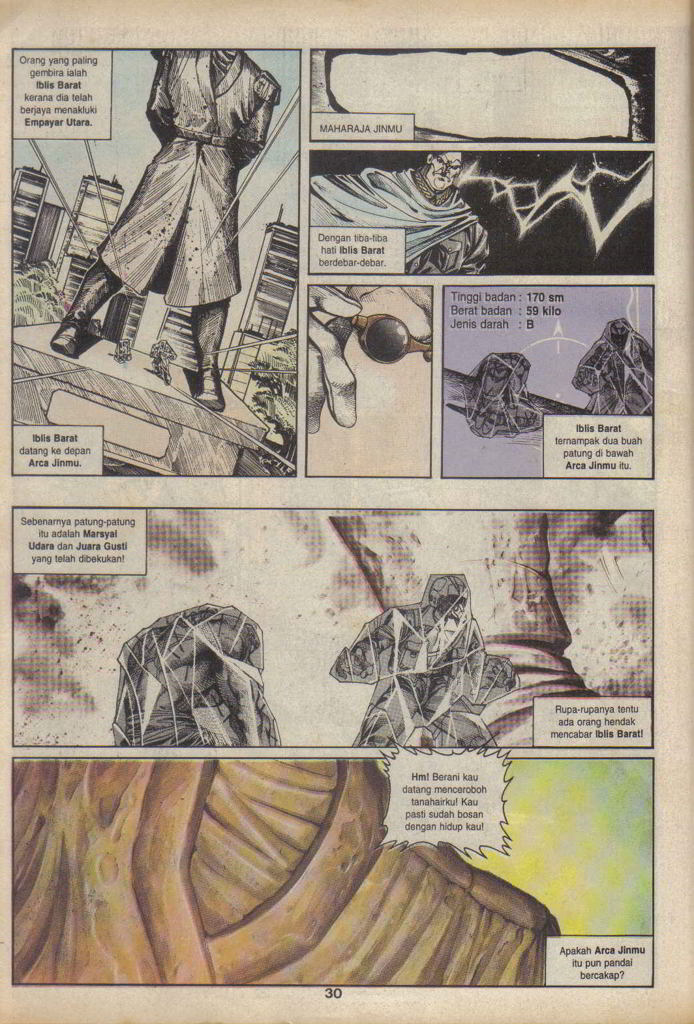 Orang yang paling
gembira ialah
Iblis Barat
kerana dia telah
berjaya menakluki
Empayar Utara.
MAHARAJA JINMU
Dengan tiba-tiba
hati Iblis Barat
berdebar-debar.
Iblis Barat
datang ke depan
Arca Jinmu.
Tinggi badan : 170 sm
Berat badan : 59 kilo
Jenis darah : B
Iblis Barat
ternampak dua buah
patung di bawah
Arca Jinmu itu.
Sebenarnya patung-patung
itu adalah Marsyal
Udara dan Juara Gusti
yang telah dibekukan!
Rupa-rupanya tentu
ada orang hendak
mencabar Iblis Barat!
Hm! Berani kau
datang menceroboh
tanahairku! Kau
pasti sudah bosan
dengan hidup kau!
Apakah Arca Jinmu
itu pun pandai
bercakap?
30